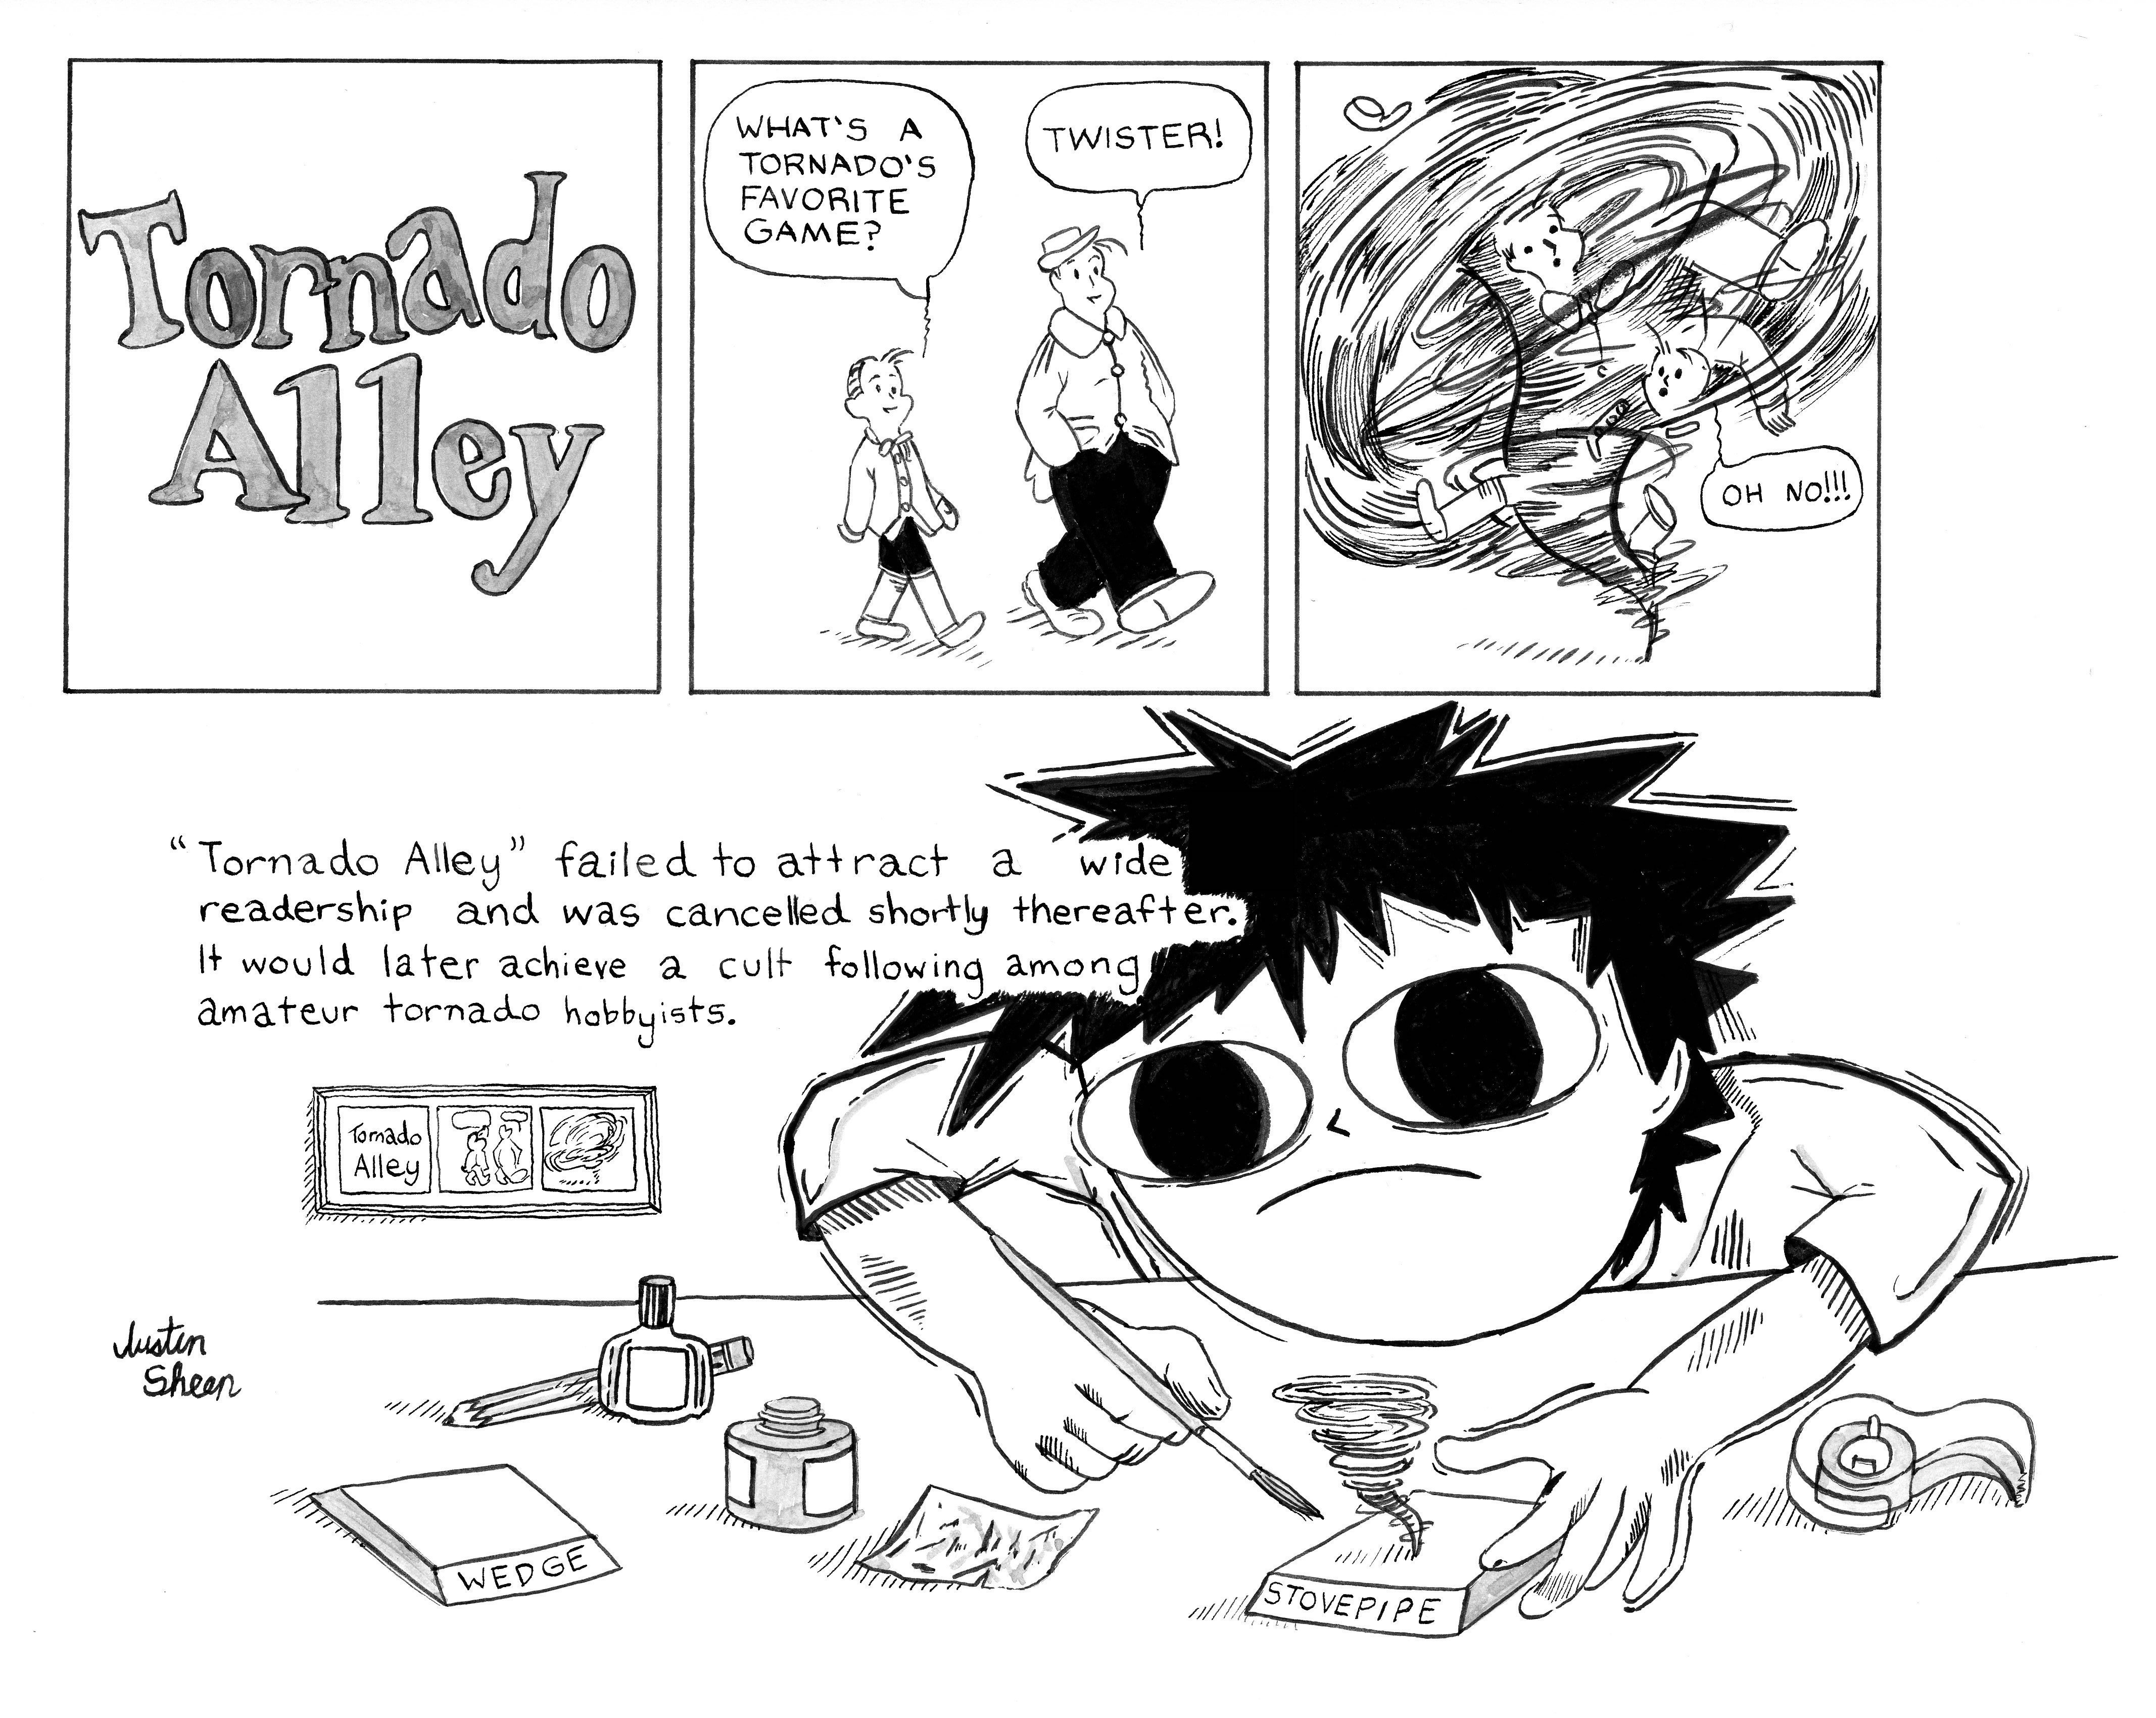 Tornado
Alley
WHAT'S A
TORNADO'S
FAVORITE
GAME?
TWISTER!
OH NO!!!
"Tornado Alley" failed to attract a wide
readership and was cancelled shortly thereafter.
It would later achieve a cult following among
amateur tornado hobbyists.
Tornado
Alley
Justin
Sheen
WEDGE
STOVEPIPE